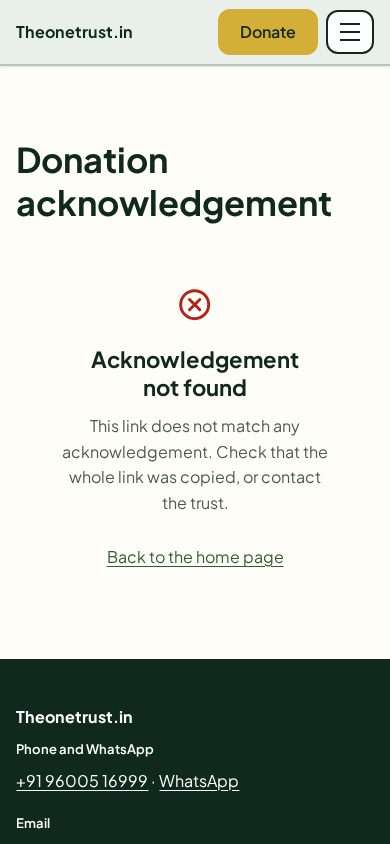 Theonetrust.in
Donate
Donation
acknowledgement
Acknowledgement
not found
This link does not match any
acknowledgement. Check that the
whole link was copied, or contact
the trust.
Back to the home page
Theonetrust.in
Phone and WhatsApp
+91 96005 16999 · WhatsApp
Email